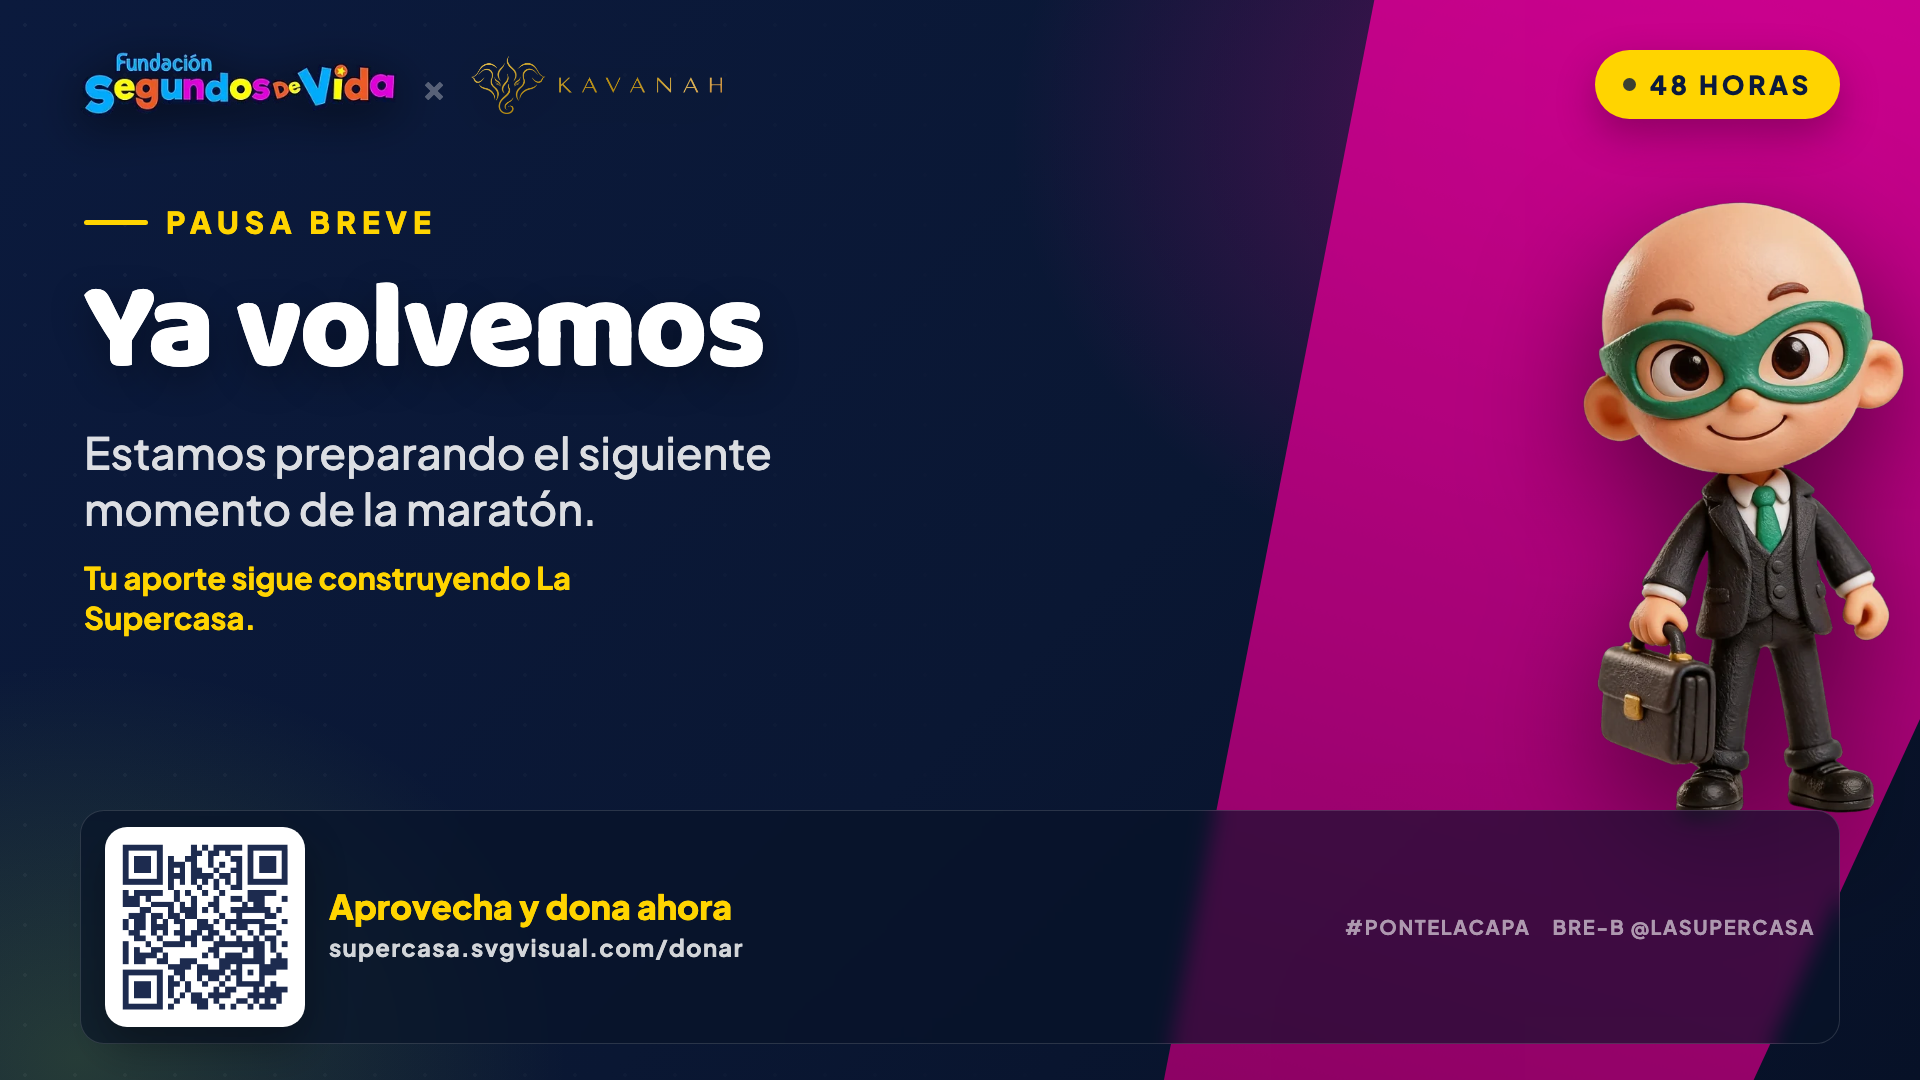 Fundación
Segundos De Vida × KAVANAH
48 HORAS
PAUSA BREVE
Ya volvemos
Estamos preparando el siguiente
momento de la maratón.
Tu aporte sigue construyendo La
Supercasa.
Aprovecha y dona ahora
supercasa.svgvisual.com/donar
#PONTELACAPA BRE-B @LASUPERCASA